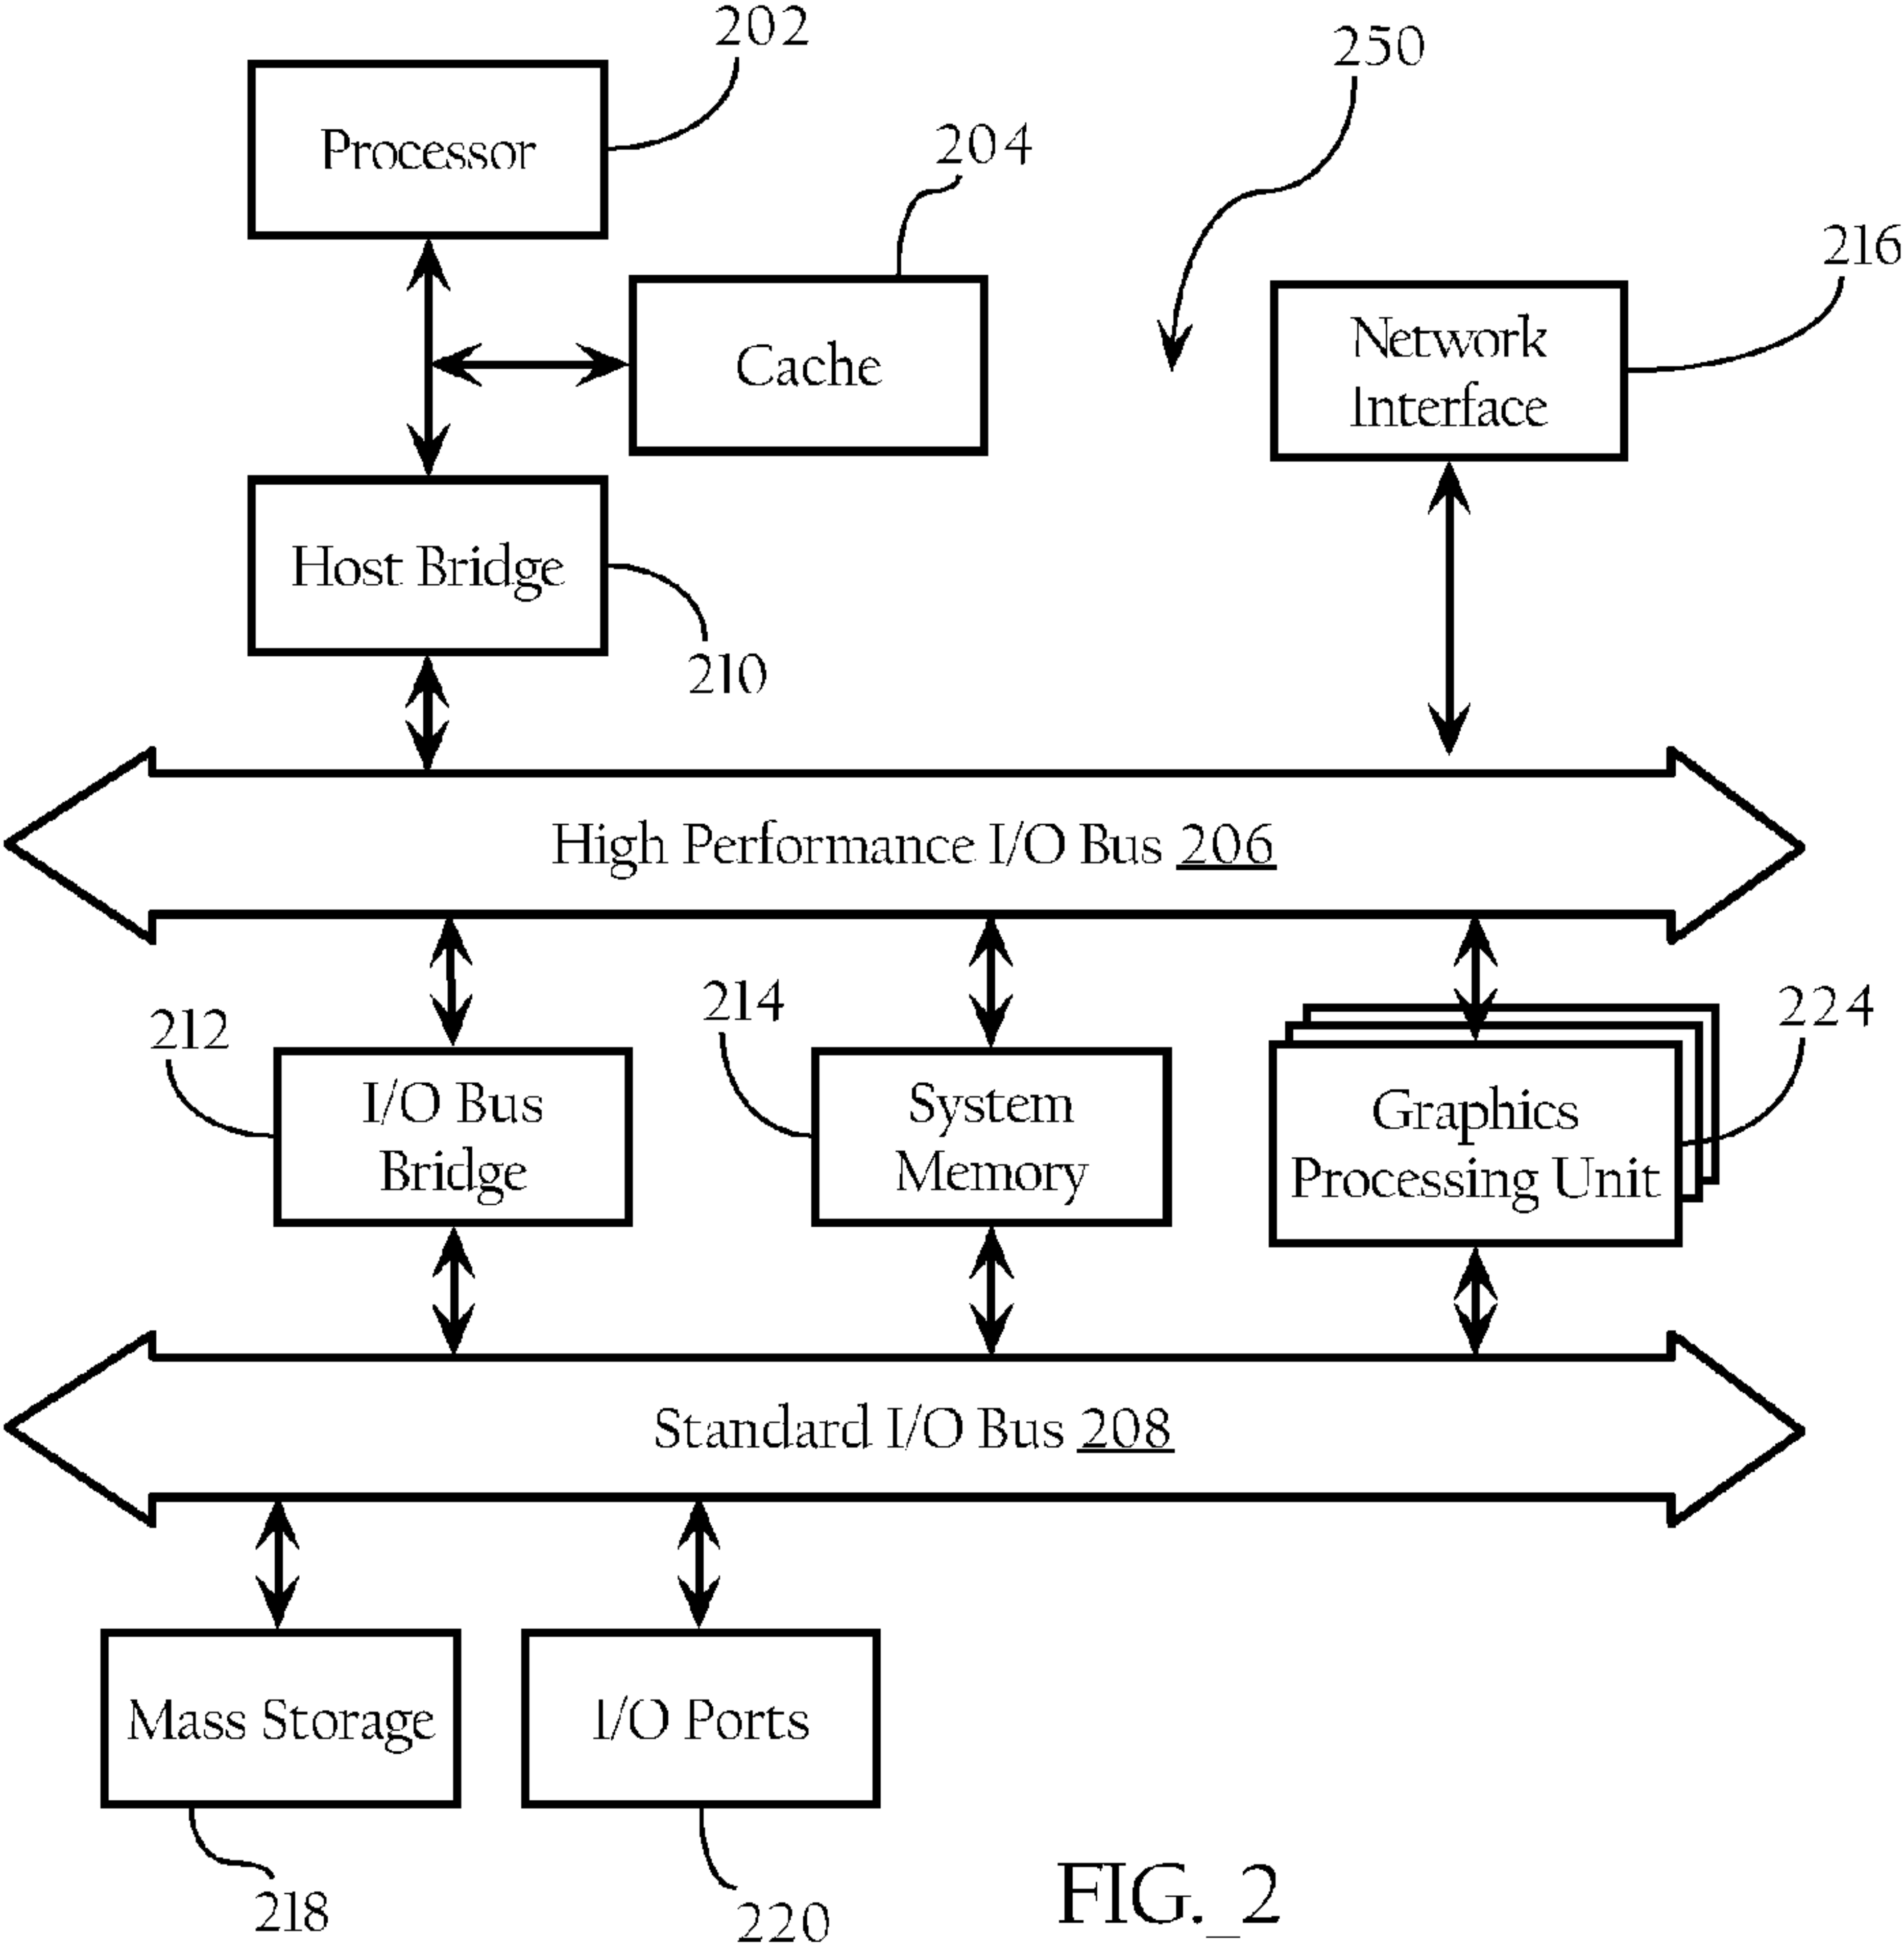 202
250
Processor
204
216
Cache
Network
Interface
Host Bridge
210
High Performance I/O Bus 206
212
214
224
I/O Bus
Bridge
System
Memory
Graphics
Processing Unit
Standard I/O Bus 208
Mass Storage
I/O Ports
218
220
FIG._2